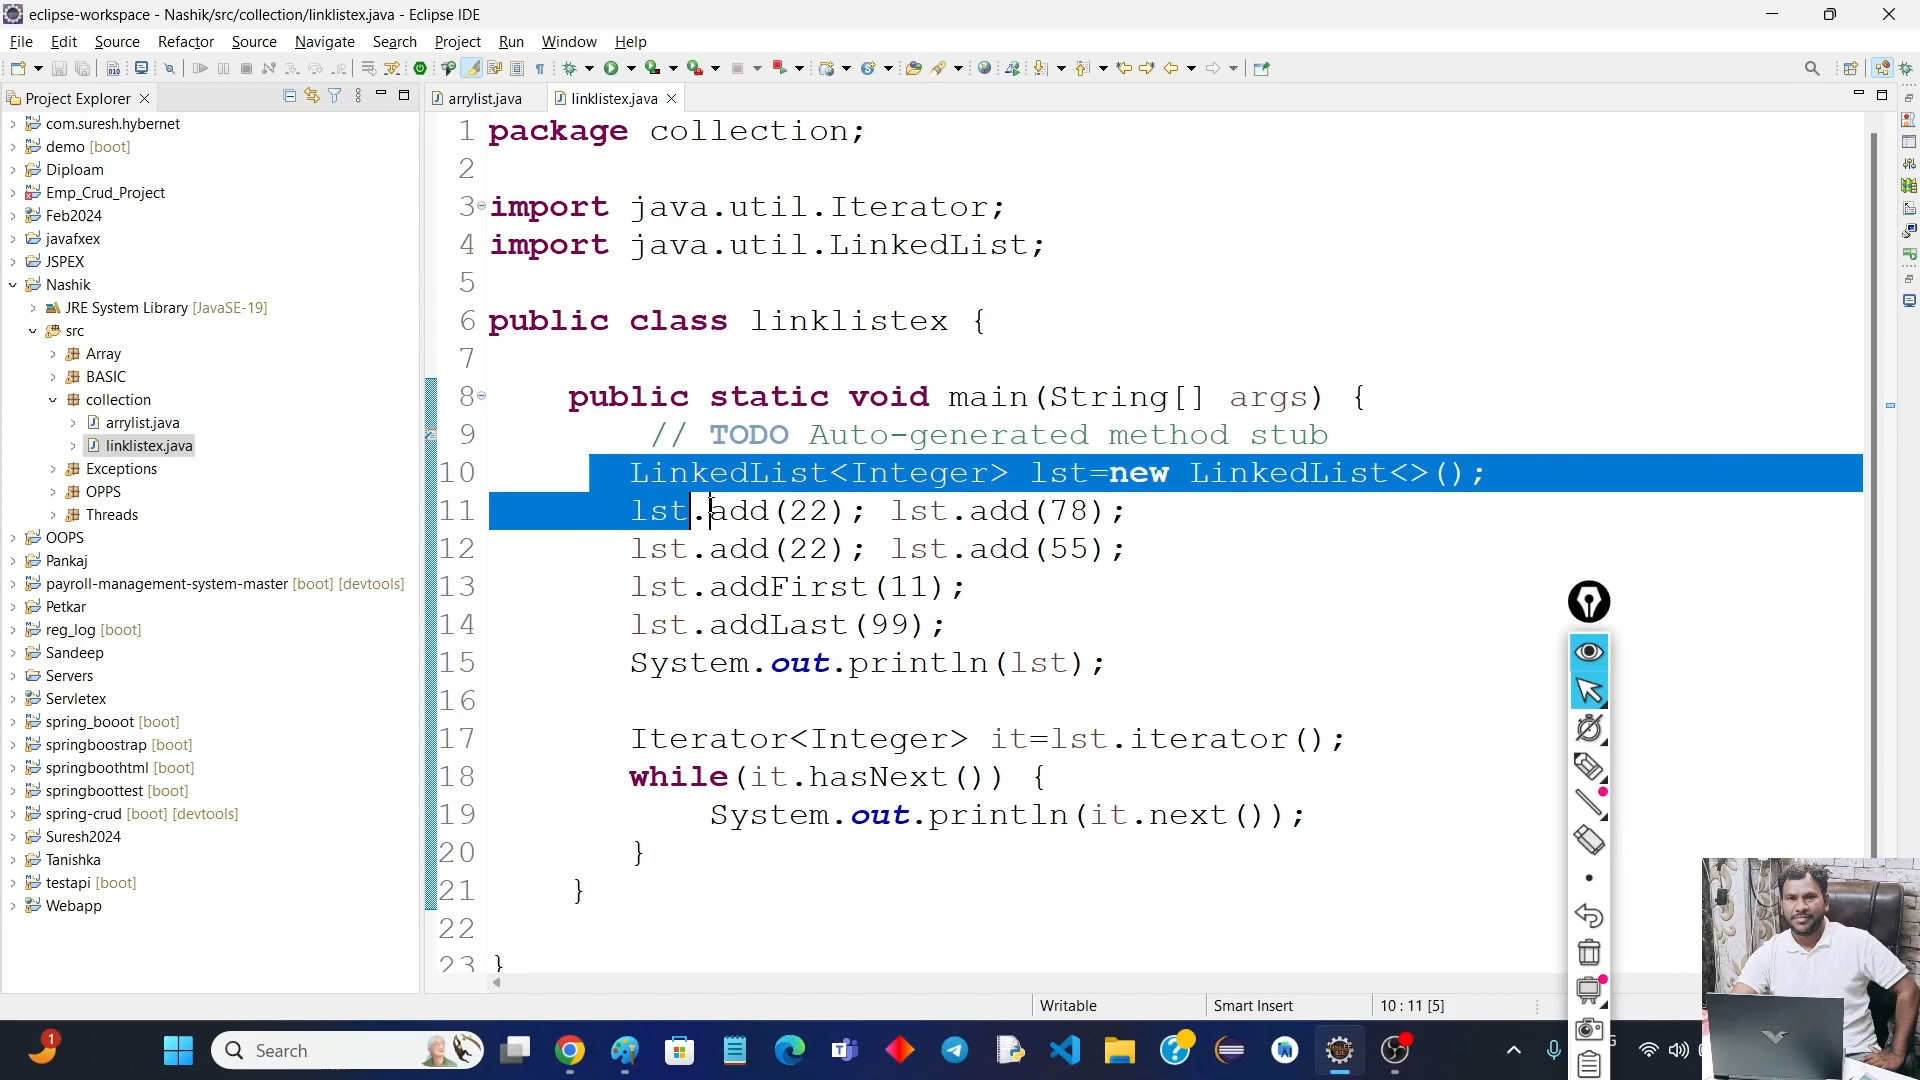 eclipse-workspace - Nashik/src/collection/linklistex.java - Eclipse IDE
File Edit Source Refactor Source Navigate Search Project Run Window Help
Project Explorer
arrylist.java
linklistex.java
com.suresh.hybernet
demo [boot]
Diploam
Emp_Crud_Project
Feb2024
javafxex
JSPEX
Nashik
JRE System Library [JavaSE-19]
src
Array
BASIC
collection
arrylist.java
linklistex.java
Exceptions
OPPS
Threads
OOPS
Pankaj
payroll-management-system-master [boot] [devtools]
Petkar
reg_log [boot]
Sandeep
Servers
Servletex
spring_booot [boot]
springboostrap [boot]
springboothtml [boot]
springboottest [boot]
spring-crud [boot] [devtools]
Suresh2024
Tanishka
testapi [boot]
Webapp
1 package collection;
2
3 import java.util.Iterator;
4 import java.util.LinkedList;
5
6 public class linklistex {
7
8 public static void main(String[] args) {
9 // TODO Auto-generated method stub
10 LinkedList<Integer> lst=new LinkedList<>();
11 lst.add(22); lst.add(78);
12 lst.add(22); lst.add(55);
13 lst.addFirst(11);
14 lst.addLast(99);
15 System.out.println(lst);
16
17 Iterator<Integer> it=lst.iterator();
18 while(it.hasNext()) {
19 System.out.println(it.next());
20 }
21 }
22
23 }
Writable Smart Insert 10 : 11 [5]
1
Search